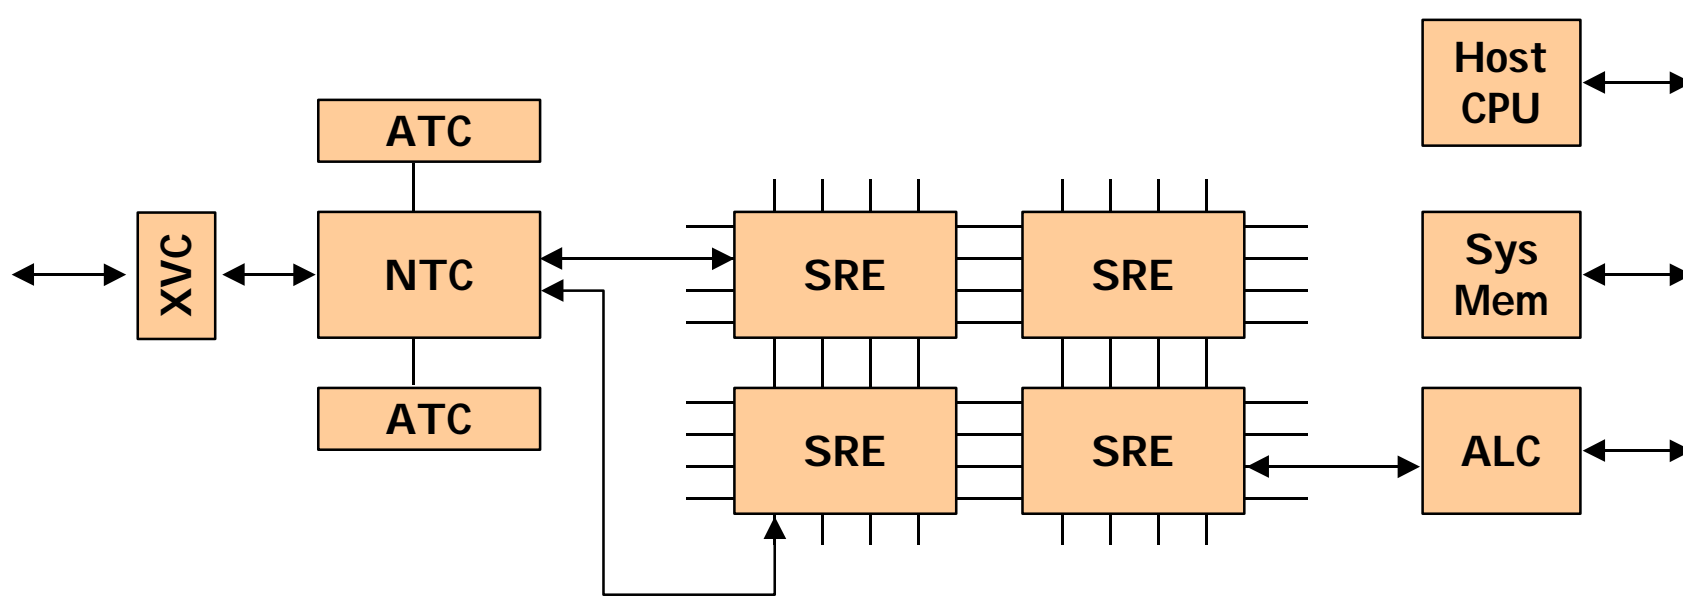 Host
CPU
ATC
XVC
NTC
SRE
SRE
Sys
Mem
ATC
SRE
SRE
ALC